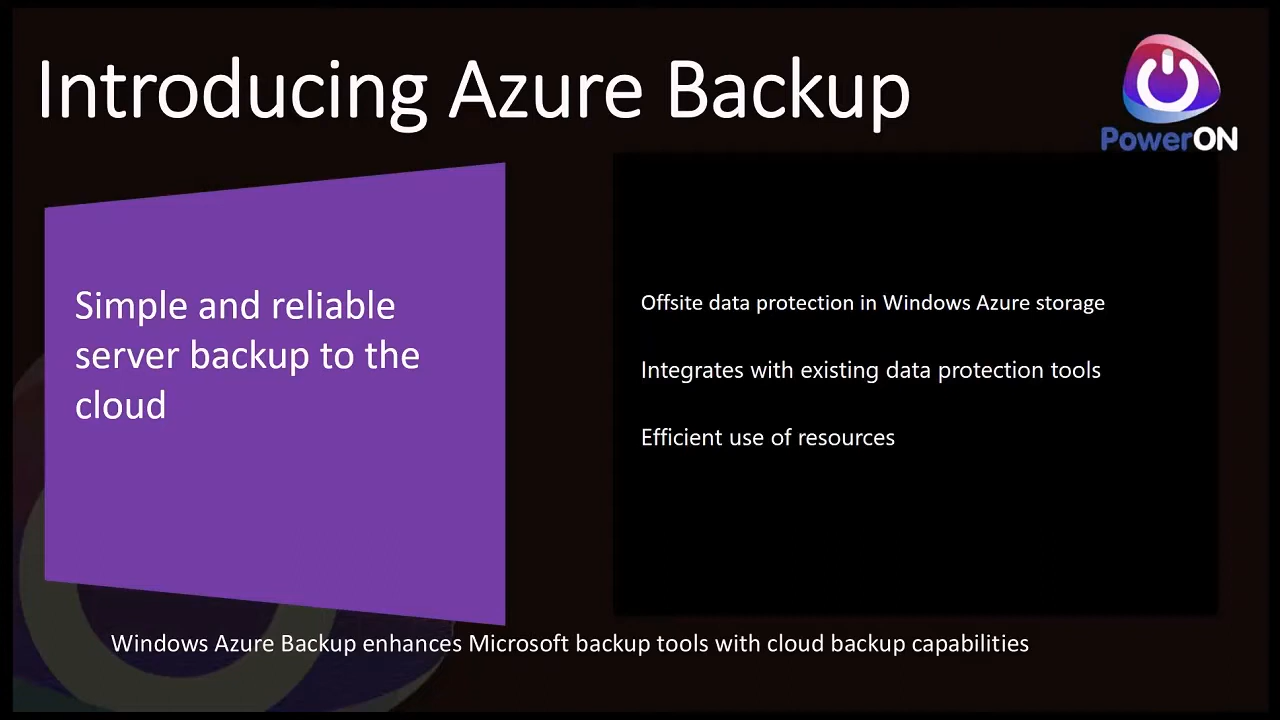 Introducing Azure Backup
PowerON
Simple and reliable
server backup to the
cloud
Offsite data protection in Windows Azure storage
Integrates with existing data protection tools
Efficient use of resources
Windows Azure Backup enhances Microsoft backup tools with cloud backup capabilities